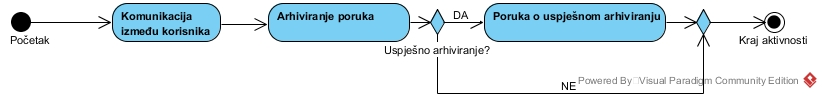 Početak
Komunikacija
između korisnika
Arhiviranje poruka
Uspješno arhiviranje?
DA
Poruka o uspješnom arhiviranju
NE
Kraj aktivnosti
Powered By Visual Paradigm Community Edition